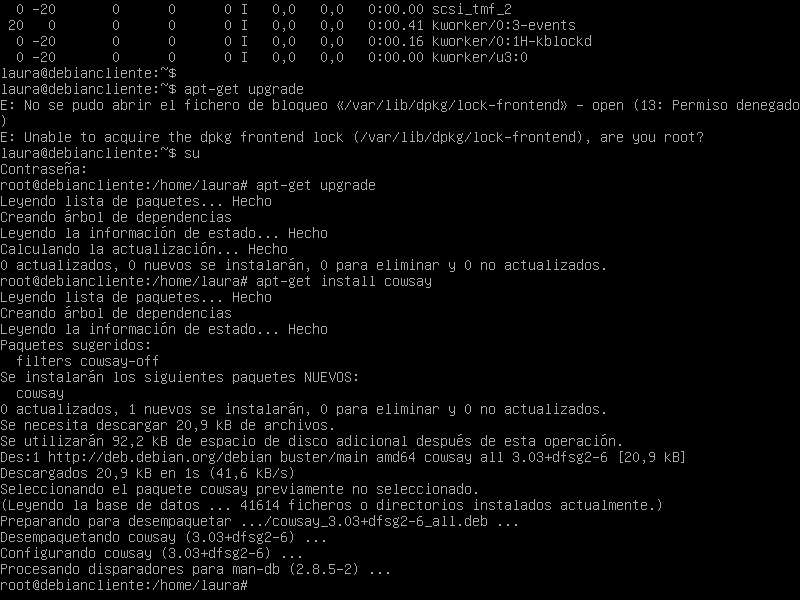 0 -20       0      0      0 I   0,0   0,0   0:00.00 scsi_tmf_2
 20   0       0      0      0 I   0,0   0,0   0:00.41 kworker/0:3-events
  0 -20       0      0      0 I   0,0   0,0   0:00.16 kworker/0:1H-kblockd
  0 -20       0      0      0 I   0,0   0,0   0:00.00 kworker/u3:0
laura@debiancliente:~$
laura@debiancliente:~$ apt-get upgrade
E: No se pudo abrir el fichero de bloqueo «/var/lib/dpkg/lock-frontend» - open (13: Permiso denegado
)
E: Unable to acquire the dpkg frontend lock (/var/lib/dpkg/lock-frontend), are you root?
laura@debiancliente:~$ su
Contraseña:
root@debiancliente:/home/laura# apt-get upgrade
Leyendo lista de paquetes... Hecho
Creando árbol de dependencias
Leyendo la información de estado... Hecho
Calculando la actualización... Hecho
0 actualizados, 0 nuevos se instalarán, 0 para eliminar y 0 no actualizados.
root@debiancliente:/home/laura# apt-get install cowsay
Leyendo lista de paquetes... Hecho
Creando árbol de dependencias
Leyendo la información de estado... Hecho
Paquetes sugeridos:
  filters cowsay-off
Se instalarán los siguientes paquetes NUEVOS:
  cowsay
0 actualizados, 1 nuevos se instalarán, 0 para eliminar y 0 no actualizados.
Se necesita descargar 20,9 kB de archivos.
Se utilizarán 92,2 kB de espacio de disco adicional después de esta operación.
Des:1 http://deb.debian.org/debian buster/main amd64 cowsay all 3.03+dfsg2-6 [20,9 kB]
Descargados 20,9 kB en 1s (41,6 kB/s)
Seleccionando el paquete cowsay previamente no seleccionado.
(Leyendo la base de datos ... 41614 ficheros o directorios instalados actualmente.)
Preparando para desempaquetar .../cowsay_3.03+dfsg2-6_all.deb ...
Desempaquetando cowsay (3.03+dfsg2-6) ...
Configurando cowsay (3.03+dfsg2-6) ...
Procesando disparadores para man-db (2.8.5-2) ...
root@debiancliente:/home/laura#